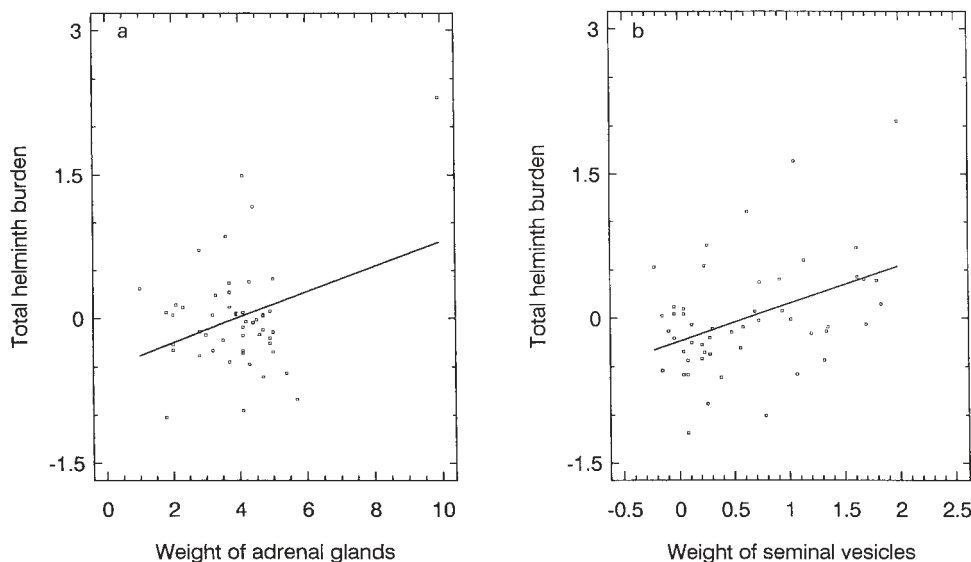 a
Total helminth burden
3
1.5
0
-1.5
0 2 4 6 8 10
Weight of adrenal glands
b
Total helminth burden
3
1.5
0
-1.5
-0.5 0 0.5 1 1.5 2 2.5
Weight of seminal vesicles